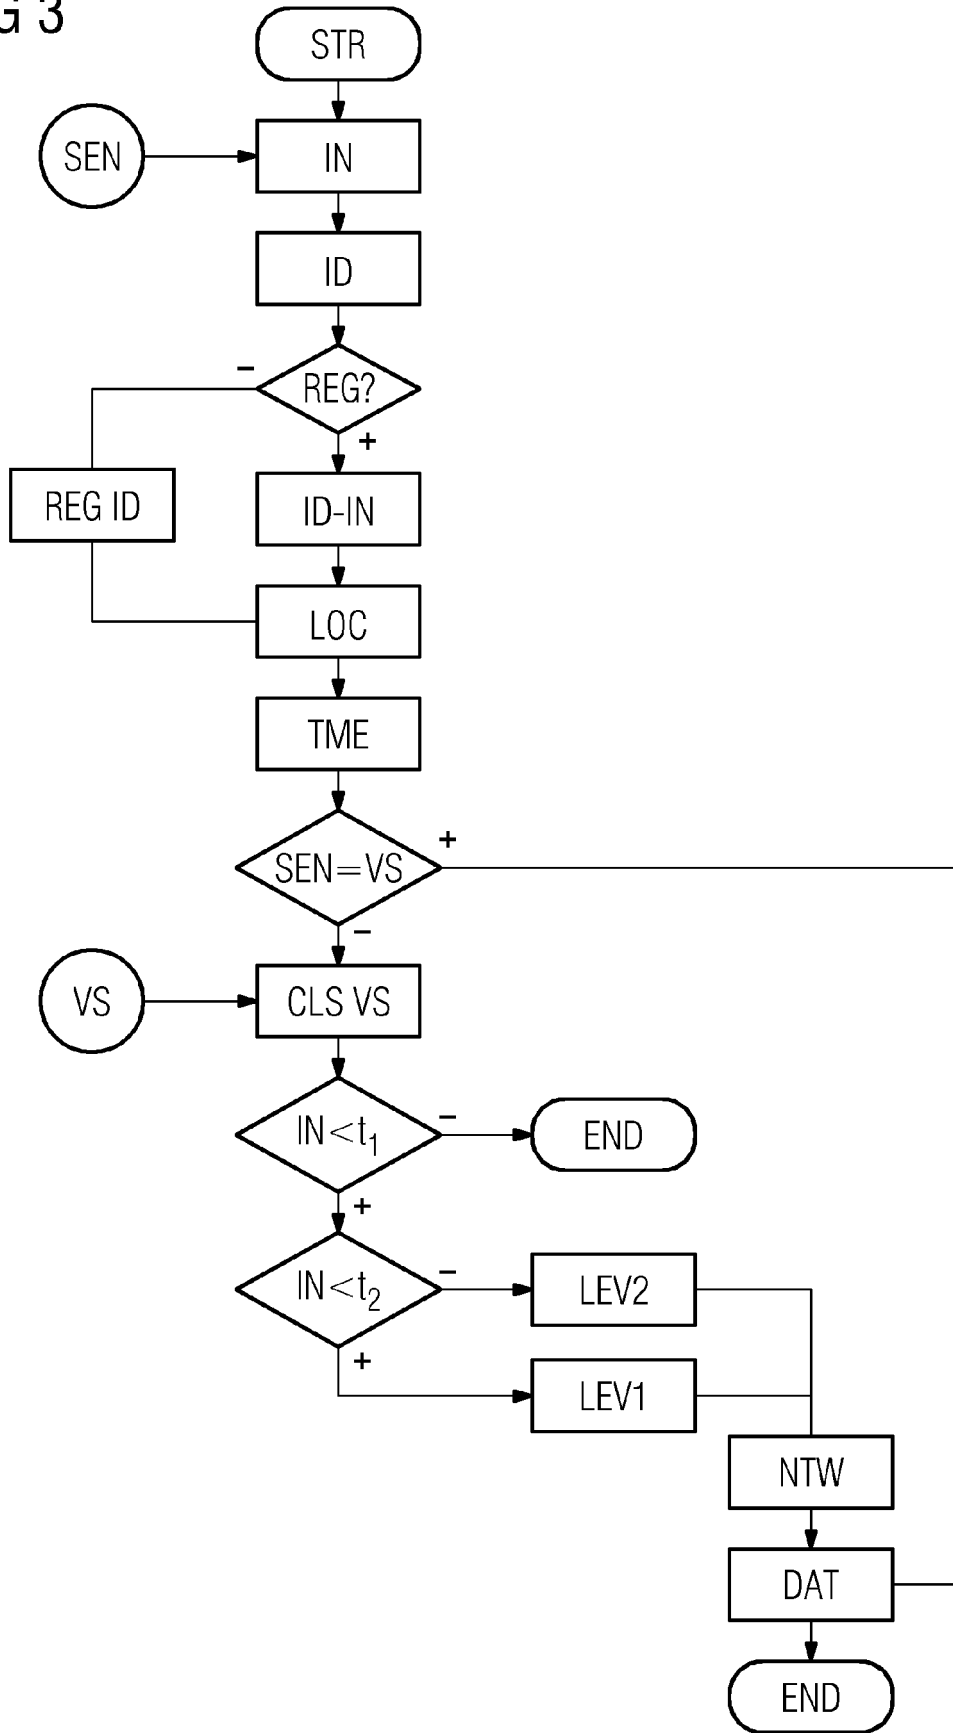 G 3
STR
SEN
IN
ID
−
REG?
+
REG ID
ID-IN
LOC
TME
+
SEN=VS
−
VS
CLS VS
IN<t₁
−
END
+
IN<t₂
−
LEV2
+
LEV1
NTW
DAT
END